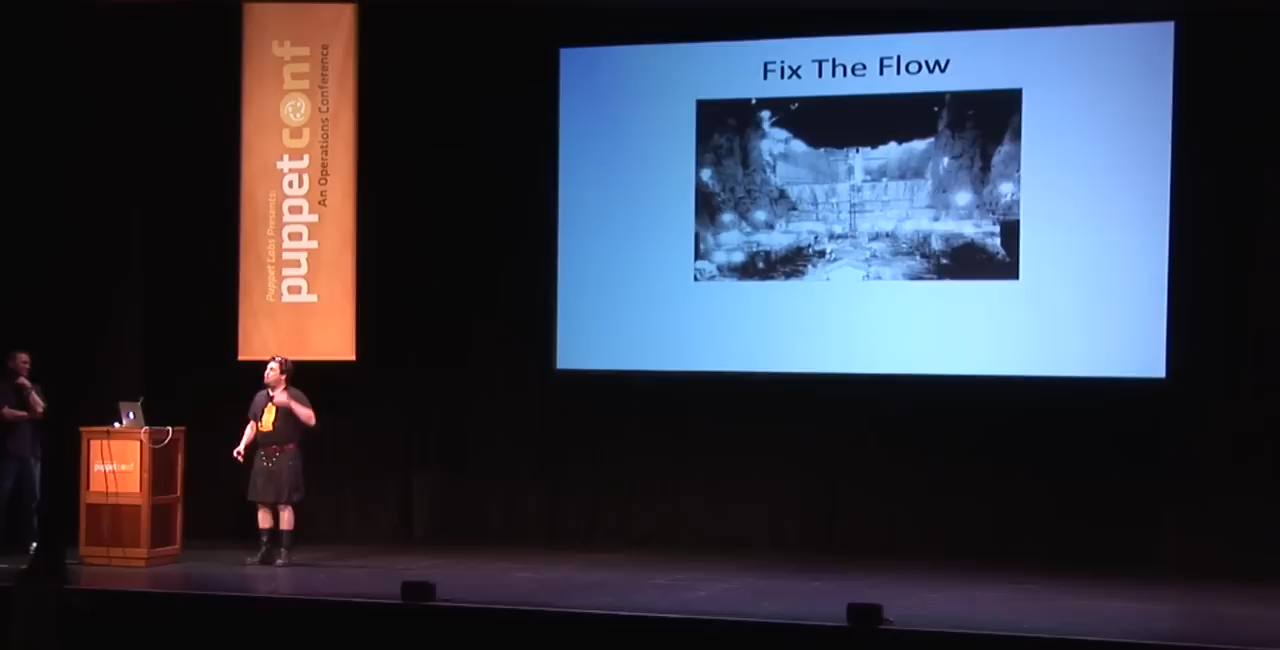 Puppet Labs Presents:
puppetconf
An Operations Conference
Fix The Flow
puppetconf